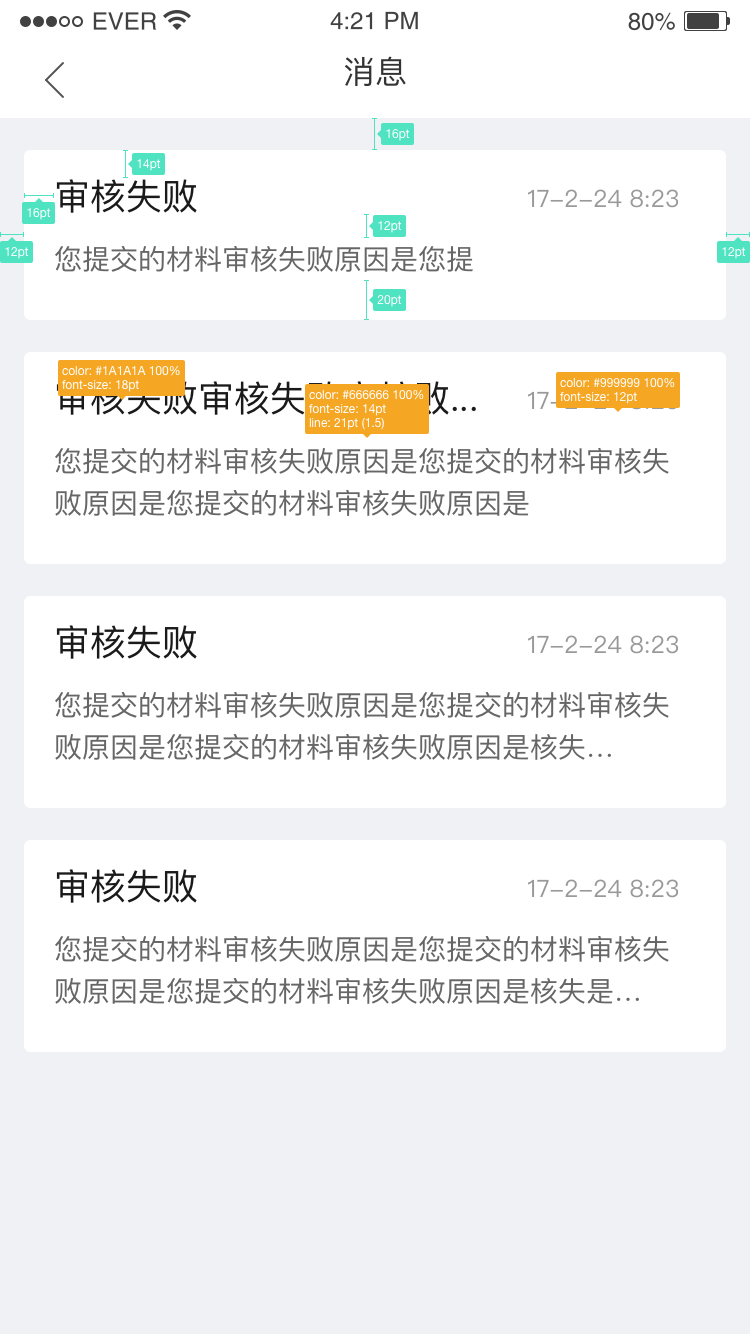 EVER
4:21 PM
80%
消息
16pt
14pt
审核失败
17-2-24 8:23
16pt
12pt
12pt
12pt
您提交的材料审核失败原因是您提
20pt
color: #1A1A1A 100%
font-size: 18pt
color: #666666 100%
font-size: 14pt
line: 21pt (1.5)
color: #999999 100%
font-size: 12pt
审核失败审核失败审核败...
17-2-24 8:23
您提交的材料审核失败原因是您提交的材料审核失
败原因是您提交的材料审核失败原因是
审核失败
17-2-24 8:23
您提交的材料审核失败原因是您提交的材料审核失
败原因是您提交的材料审核失败原因是核失...
审核失败
17-2-24 8:23
您提交的材料审核失败原因是您提交的材料审核失
败原因是您提交的材料审核失败原因是核失是...